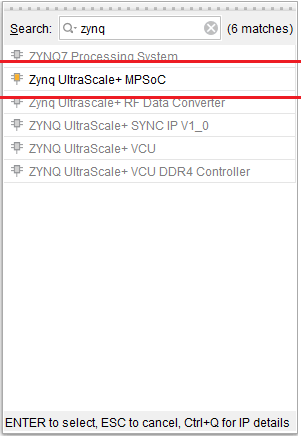 Search: zynq (6 matches)
ZYNQ7 Processing System
Zynq UltraScale+ MPSoC
Zynq UltraScale+ RF Data Converter
ZYNQ UltraScale+ SYNC IP V1_0
ZYNQ UltraScale+ VCU
ZYNQ UltraScale+ VCU DDR4 Controller
ENTER to select, ESC to cancel, Ctrl+Q for IP details